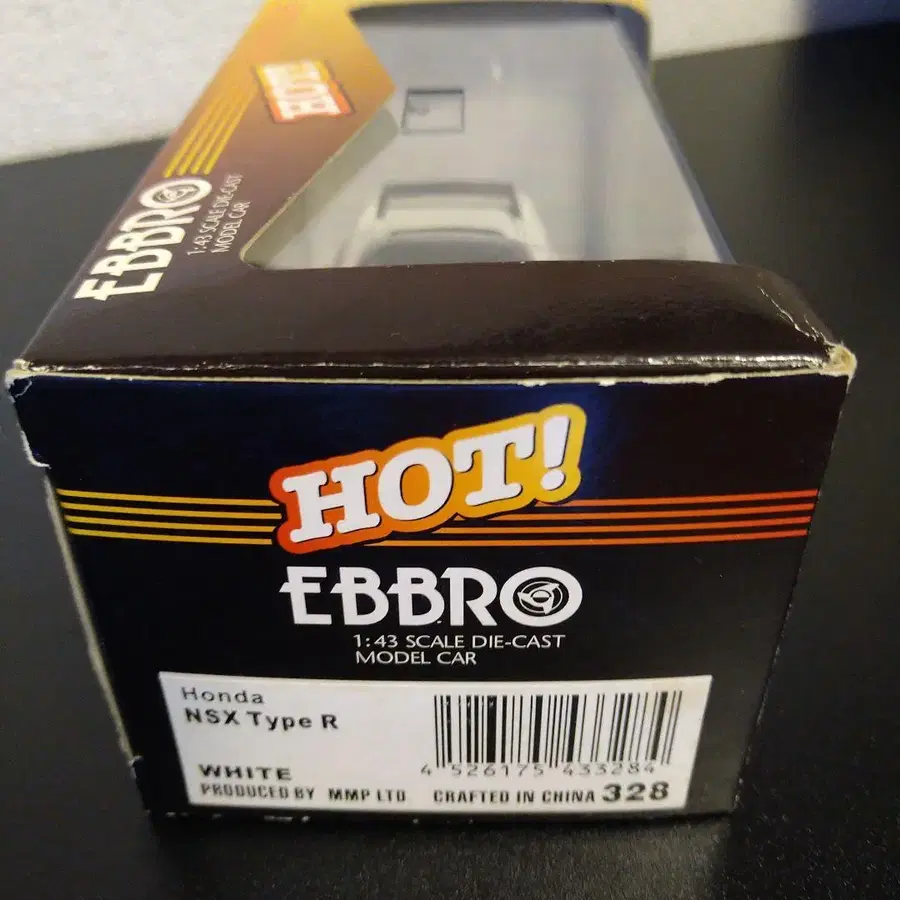 HOT!
EBBRO
1:43 SCALE DIE-CAST
MODEL CAR
HOT!
EBBRO
1:43 SCALE DIE-CAST
MODEL CAR
Honda
NSX Type R
WHITE
4 526175 433284
PRODUCED BY MMP LTD CRAFTED IN CHINA 328